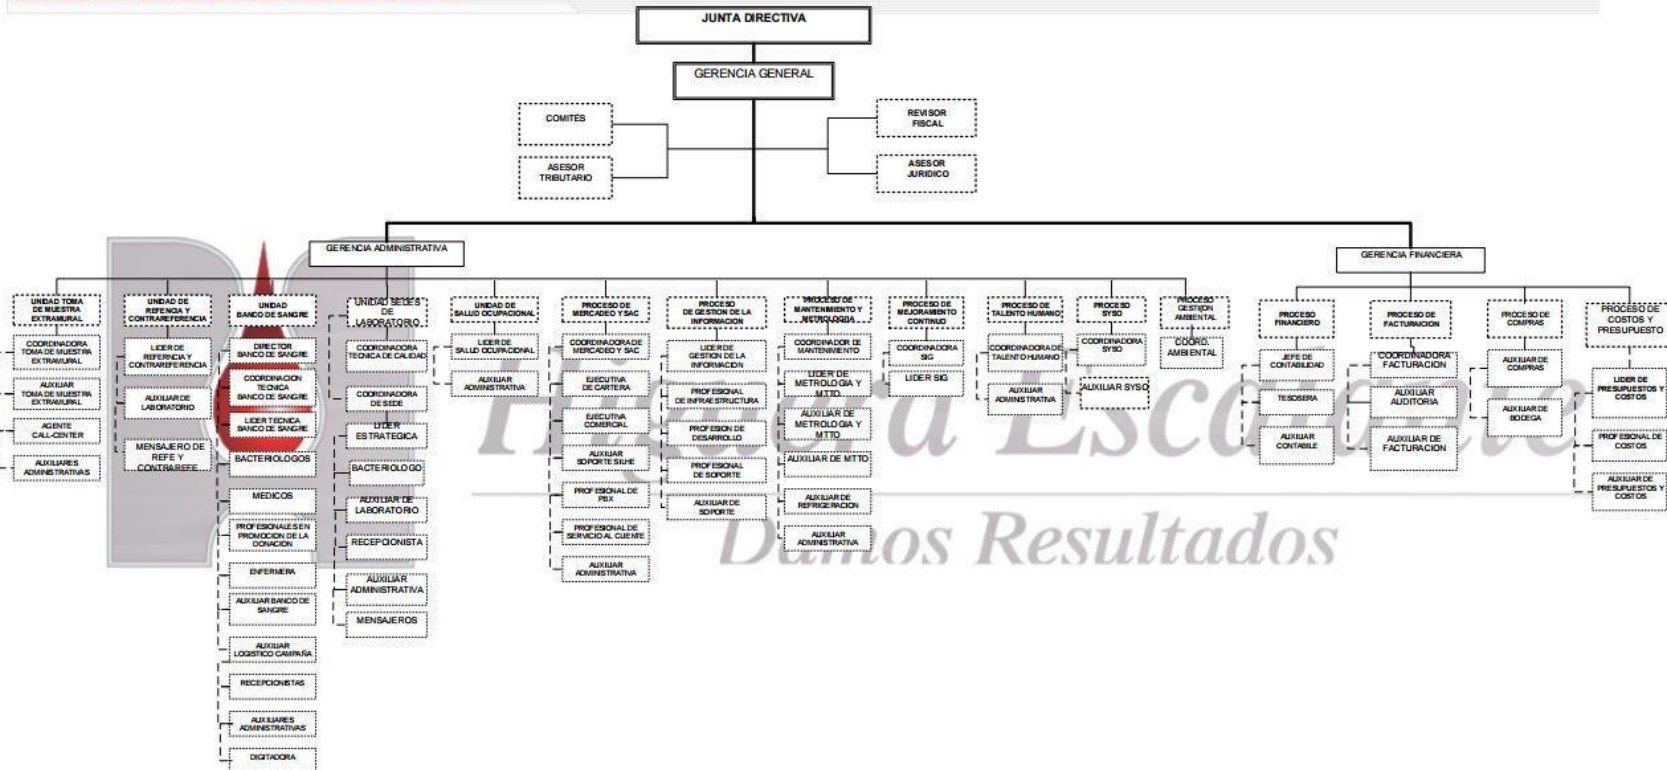 JUNTA DIRECTIVA
GERENCIA GENERAL
COMITÉS
REVISOR
FISCAL
ASESOR
TRIBUTARIO
ASESOR
JURIDICO
GERENCIA ADMINISTRATIVA
GERENCIA FINANCIERA
UNIDAD TOMA
DE MUESTRA
EXTRAMURAL
COORDINADORA
TOMA DE MUESTRA
EXTRAMURAL
AUXILIAR
TOMA DE MUESTRA
EXTRAMURAL
AGENTE
CALL-CENTER
AUXILIARES
ADMINISTRATIVAS
UNIDAD DE
REFENCIA Y
CONTRAREFERENCIA
LIDER DE
REFERNCIA Y
CONTRAREFERENCIA
AUXILIAR DE
LABORATORIO
MENSAJERO DE
REFE Y
CONTRAREFE
UNIDAD
BANCO DE SANGRE
DIRECTOR
BANCO DE SANGRE
COORDINACION
TECNICA
BANCO DE SANGRE
LIDER TECNICA
BANCO DE SANGRE
BACTERIOLOGOS
MEDICOS
PROFESIONALES EN
PROMOCION DE LA
DONACION
ENFERMERA
AUXILIAR BANCO DE
SANGRE
AUXILIAR
LOGISTICO CAMPAÑA
RECEPCIONISTAS
AUXILIARES
ADMINISTRATIVAS
DIGITADORA
UNIDAD SEDES
DE
LABORATORIO
COORDINADORA
TECNICA DE CALIDAD
COORDINADORA
DE SEDE
LIDER
ESTRATEGICA
BACTERIOLOGO
AUXILIAR DE
LABORATORIO
RECEPCIONISTA
AUXILIAR
ADMINISTRATIVA
MENSAJEROS
UNIDAD DE
SALUD OCUPACIONAL
LIDER DE
SALUD OCUPACIONAL
AUXILIAR
ADMINISTRATIVA
PROCESO DE
MERCADEO Y SAC
COORDINADORA DE
MERCADEO Y SAC
EJECUTIVA
DE CARTERA
EJECUTIVA
COMERCIAL
AUXILIAR
SOPORTE SILHE
PROFESIONAL DE
PBX
PROFESIONAL DE
SERVICIO AL CLIENTE
AUXILIAR
ADMINISTRATIVA
PROCESO
DE GESTION DE LA
INFORMACION
LIDER DE
GESTION DE LA
INFORMACION
PROFESIONAL
DE INFRAESTRUCTURA
PROFESION DE
DESARROLLO
PROFESIONAL
DE SOPORTE
AUXILIAR DE
SOPORTE
PROCESO DE
MANTENIMIENTO Y
METROLOGIA
COORDINADOR DE
MANTENIMIENTO
LIDER DE
METROLOGIA Y
MTTO
AUXILIAR DE
METROLOGIA Y
MTTO
AUXILIAR DE MTTO
AUXILIAR DE
REFRIGERACION
AUXILIAR
ADMINISTRATIVA
PROCESO DE
MEJORAMIENTO
CONTINUO
COORDINADORA
SIG
LIDER SIG
PROCESO DE
TALENTO HUMANO
COORDINADORA DE
TALENTO HUMANO
AUXILIAR
ADMINISTRATIVA
PROCESO
SYSO
COORDINADORA
SYSO
AUXILIAR SYSO
PROCESO
GESTION
AMBIENTAL
COORD.
AMBIENTAL
PROCESO
FINANCIERO
JEFE DE
CONTABILIDAD
TESOSERA
AUXILIAR
CONTABILE
PROCESO DE
FACTURAICION
COORDINADORA
FACTURACION
AUXILIAR
AUDITORIA
AUXILIAR DE
FACTURACION
PROCESO DE
COMPRAS
AUXILIAR DE
COMPRAS
AUXILIAR DE
BODEGA
PROCESO DE
COSTOS Y
PRESUPUESTO
LIDER DE
PRESUPUESTOS Y
COSTOS
PROFESIONAL DE
COSTOS
AUXILIAR DE
PRESUPUESTOS Y
COSTOS
Higuera Escalante
Damos Resultados